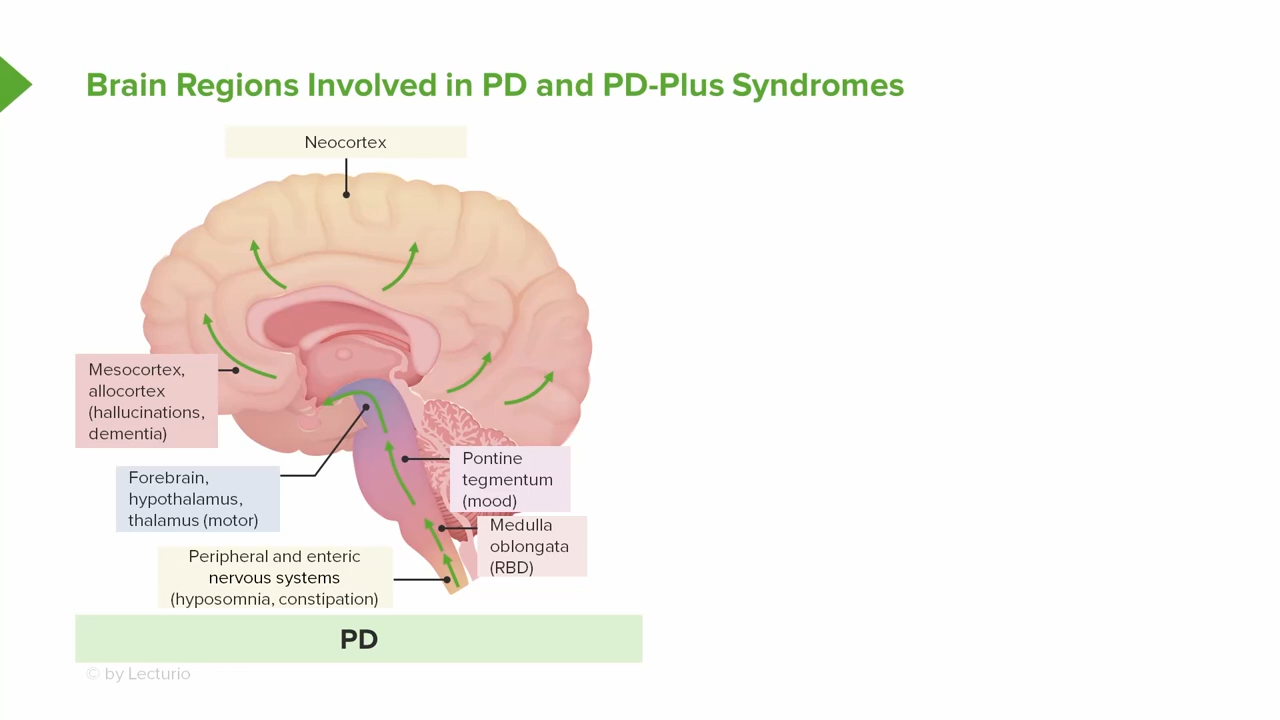 Brain Regions Involved in PD and PD-Plus Syndromes
Neocortex
Mesocortex,
allocortex
(hallucinations,
dementia)
Forebrain,
hypothalamus,
thalamus (motor)
Pontine
tegmentum
(mood)
Medulla
oblongata
(RBD)
Peripheral and enteric
nervous systems
(hyposomnia, constipation)
PD
© by Lecturio